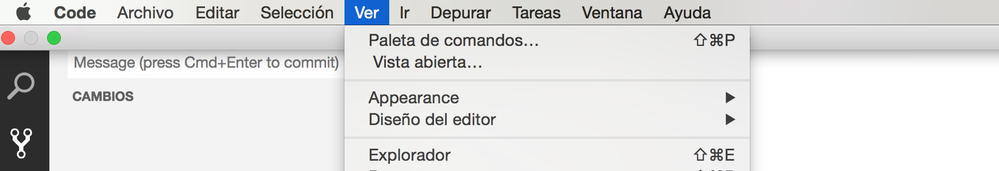 Code Archivo Editar Selección Ver Ir Depurar Tareas Ventana Ayuda
Paleta de comandos... ⇧⌘P
Message (press Cmd+Enter to commit)
Vista abierta...
CAMBIOS
Appearance ▶
Diseño del editor ▶
Explorador ⇧⌘E